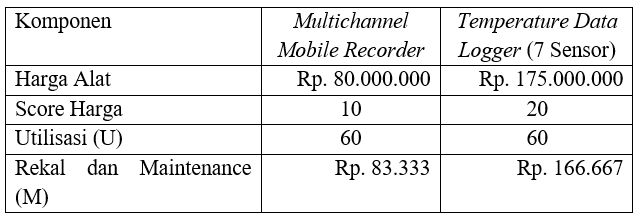 Komponen Multichannel Temperature Data
Mobile Recorder Logger (7 Sensor)
Harga Alat Rp. 80.000.000 Rp. 175.000.000
Score Harga 10 20
Utilisasi (U) 60 60
Rekal dan Maintenance Rp. 83.333 Rp. 166.667
(M)